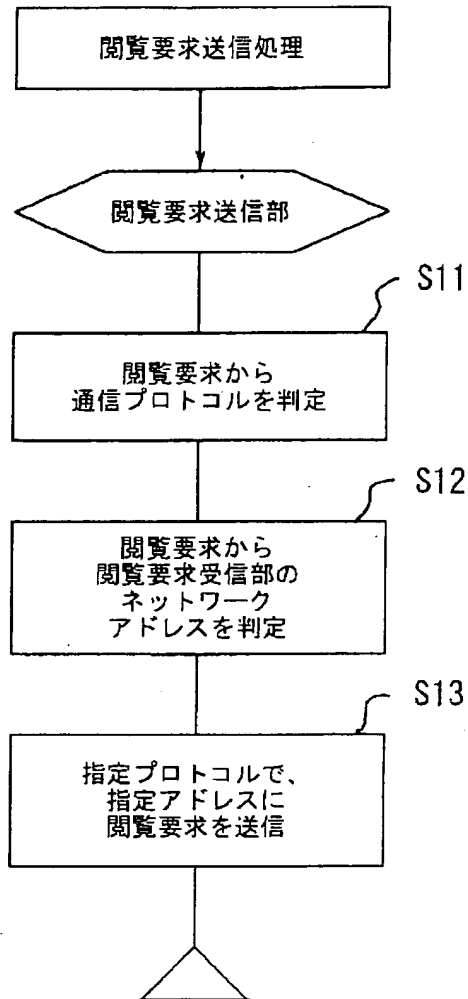 閲覧要求送信処理
閲覧要求送信部
S11
閲覧要求から
通信プロトコルを判定
S12
閲覧要求から
閲覧要求受信部の
ネットワーク
アドレスを判定
S13
指定プロトコルで、
指定アドレスに
閲覧要求を送信